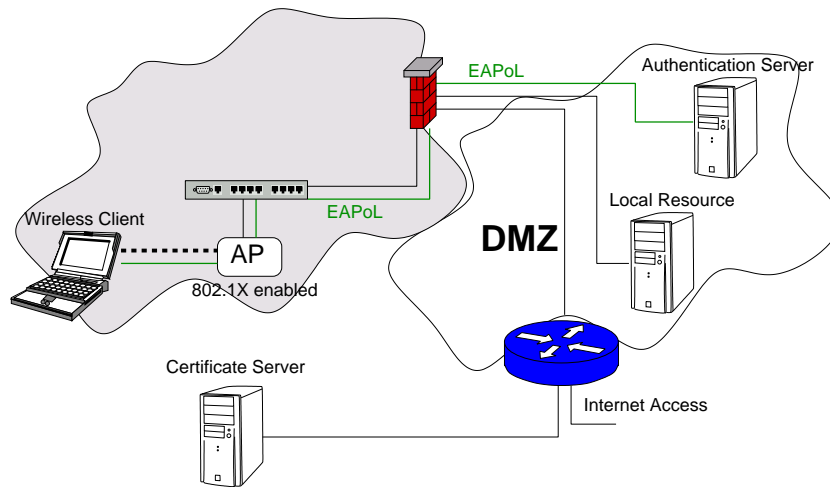 EAPoL
Authentication Server
Local Resource
EAPoL
Wireless Client
DMZ
AP
802.1X enabled
Certificate Server
Internet Access